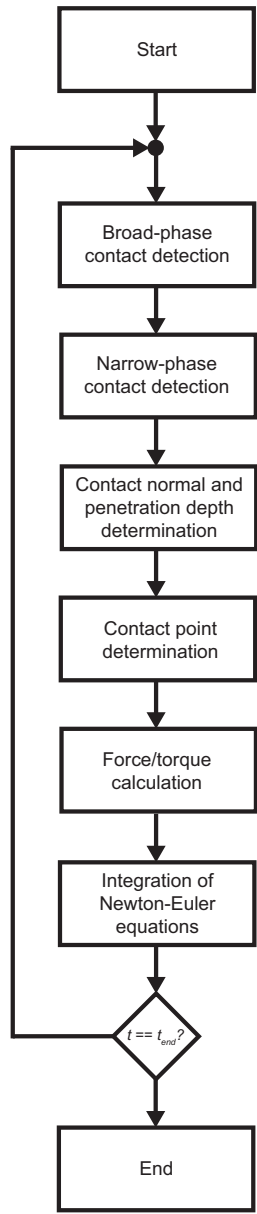 Start
Broad-phase
contact detection
Narrow-phase
contact detection
Contact normal and
penetration depth
determination
Contact point
determination
Force/torque
calculation
Integration of
Newton-Euler
equations
t == t_end?
End